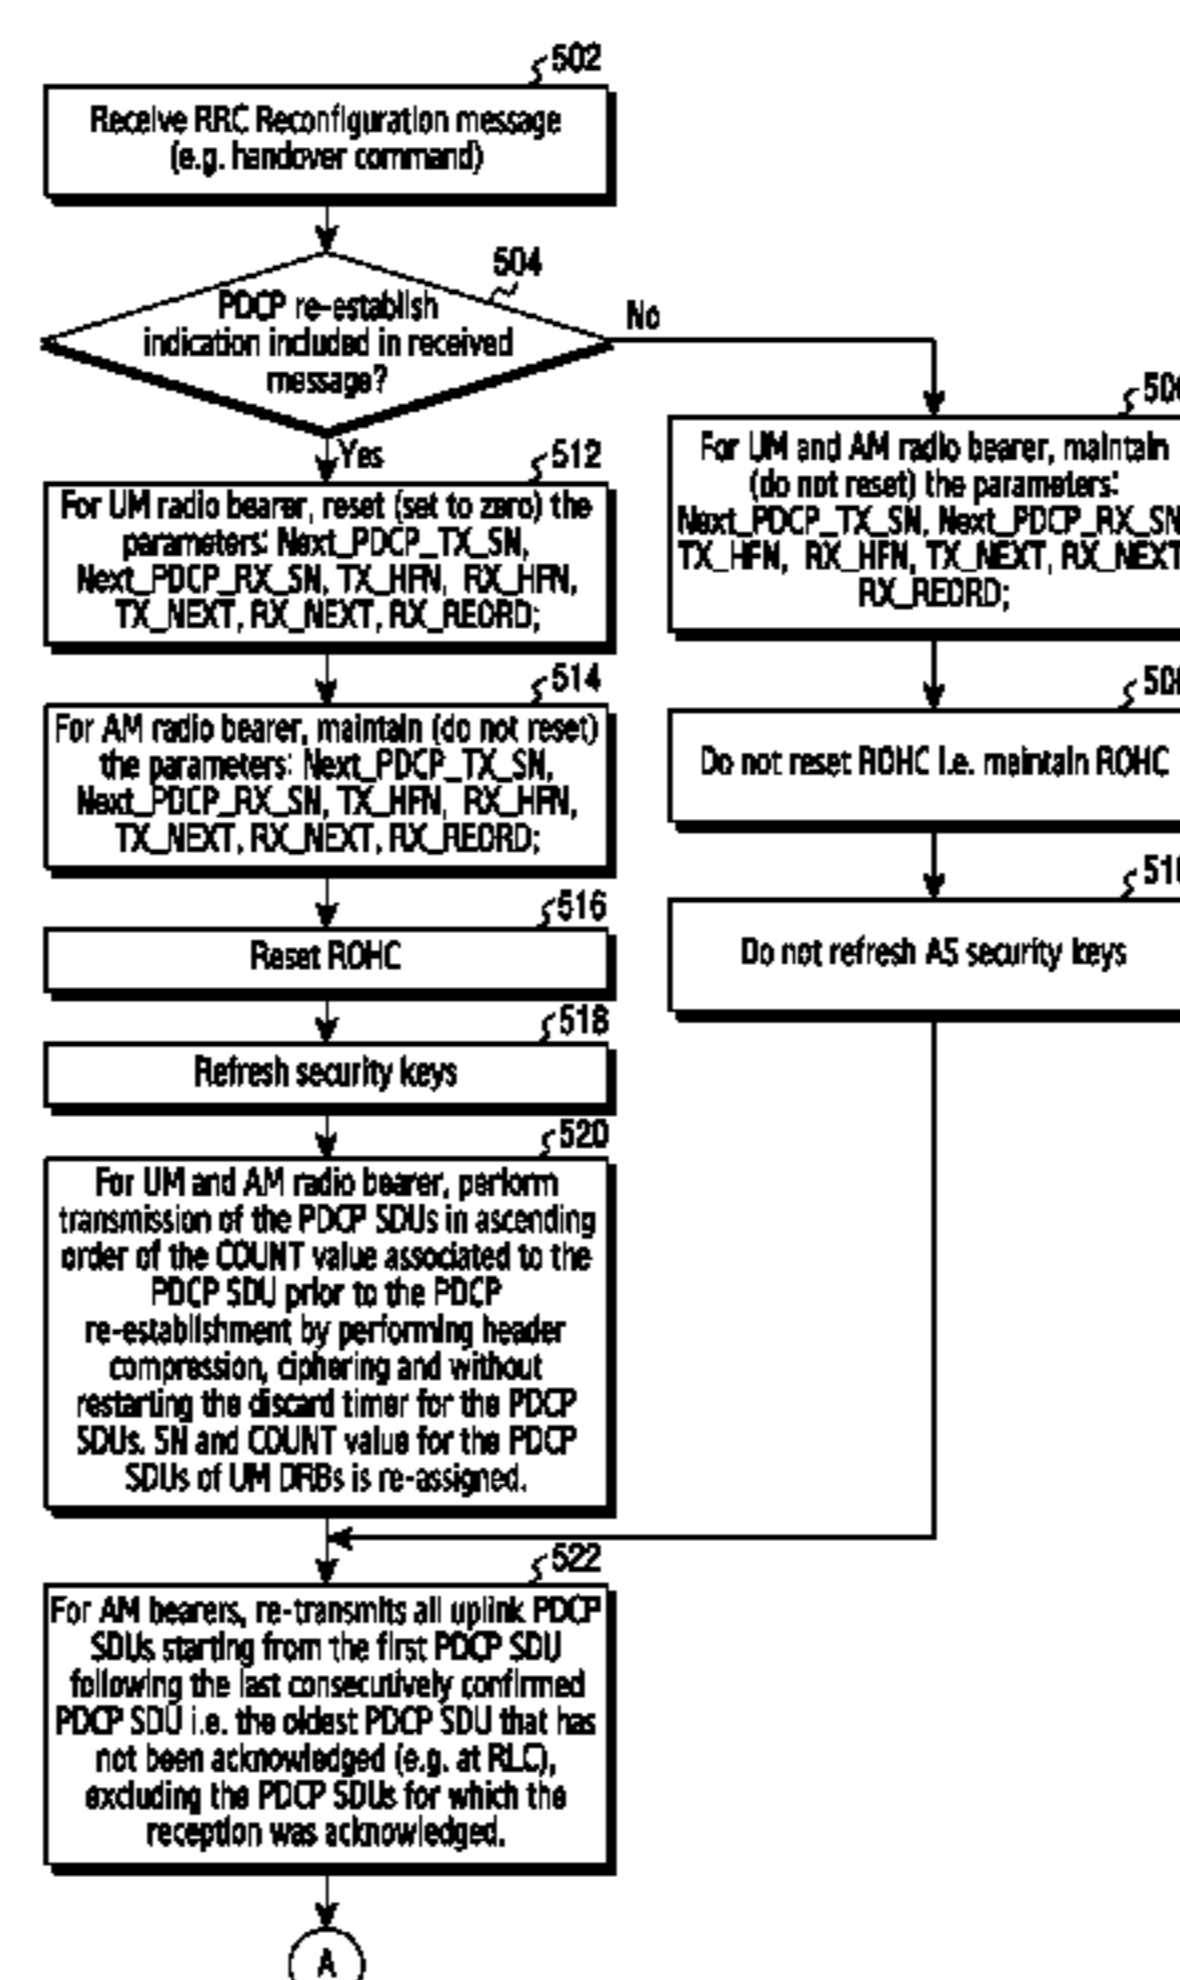 502
Receive RRC Reconfiguration message
(e.g. handover command)
504
PDCP re-establish
indication included in received
message?
No
Yes
512
For UM radio bearer, reset (set to zero) the
parameters: Next_PDCP_TX_SN,
Next_PDCP_RX_SN, TX_HFN, RX_HFN,
TX_NEXT, RX_NEXT, RX_REORD;
For UM and AM radio bearer, maintain
(do not reset) the parameters:
Next_PDCP_TX_SN, Next_PDCP_RX_SN
TX_HFN, RX_HFN, TX_NEXT, RX_NEXT
RX_REORD;
514
For AM radio bearer, maintain (do not reset)
the parameters: Next_PDCP_TX_SN,
Next_PDCP_RX_SN, TX_HFN, RX_HFN,
TX_NEXT, RX_NEXT, RX_REORD;
Do not reset ROHC i.e. maintain ROHC
516
Reset ROHC
Do not refresh AS security keys
518
Refresh security keys
520
For UM and AM radio bearer, perform
transmission of the PDCP SDUs in ascending
order of the COUNT value associated to the
PDCP SDU prior to the PDCP
re-establishment by performing header
compression, ciphering and without
restarting the discard timer for the PDCP
SDUs. SN and COUNT value for the PDCP
SDUs of UM DRBs is re-assigned.
522
For AM bearers, re-transmits all uplink PDCP
SDUs starting from the first PDCP SDU
following the last consecutively confirmed
PDCP SDU i.e. the oldest PDCP SDU that has
not been acknowledged (e.g. at RLC),
excluding the PDCP SDUs for which the
reception was acknowledged.
A